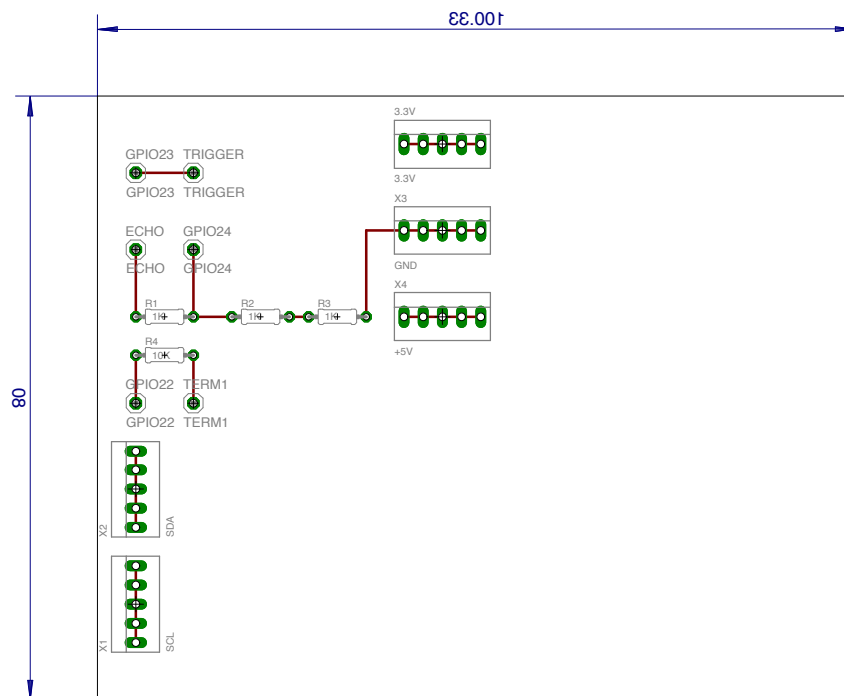 100.33
80
3.3V
3.3V
GPIO23 TRIGGER
GPIO23 TRIGGER
X3
GND
ECHO GPIO24
ECHO GPIO24
X4
+5V
R1 R2 R3
1K 1K 1K
R4
10K
GPIO22 TERM1
GPIO22 TERM1
X2 SDA
X1 SCL